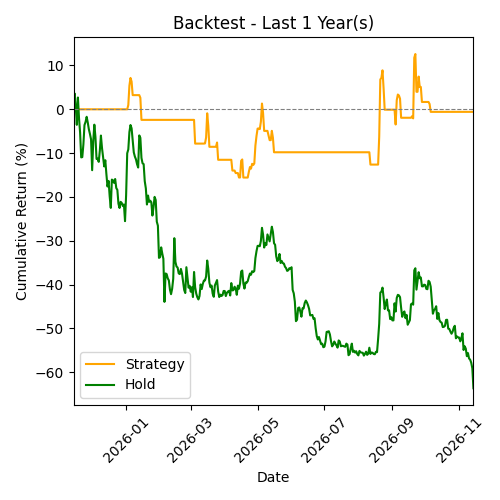 Backtest - Last 1 Year(s)
Cumulative Return (%)
10
0
−10
−20
−30
−40
−50
−60
Strategy
Hold
2026-01
2026-03
2026-05
2026-07
2026-09
2026-11
Date